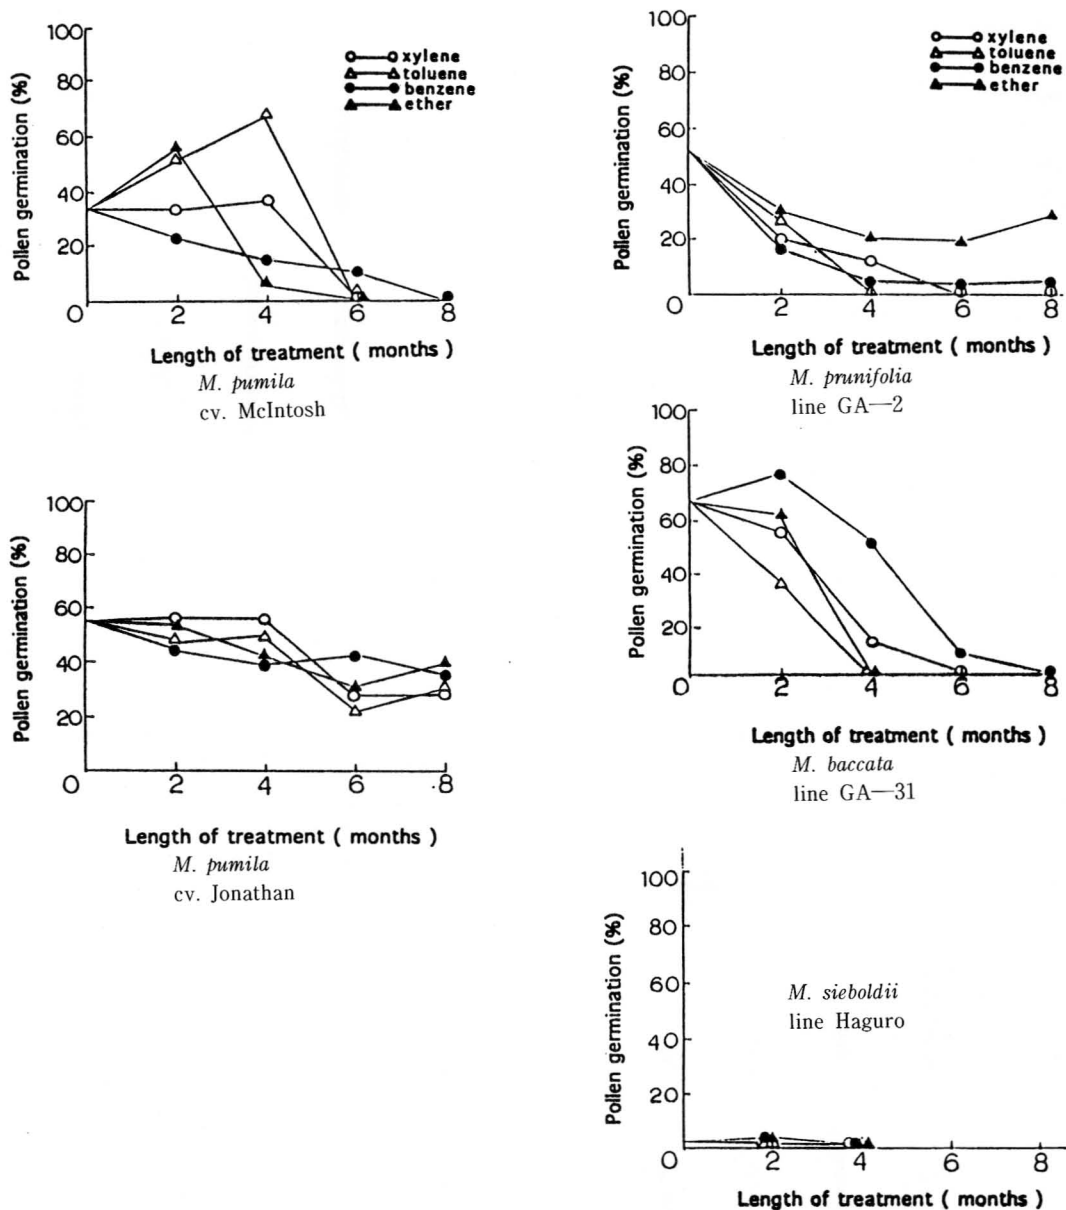 Pollen germination (%)
100
80
60
40
20
0
2 4 6 8
xylene
toluene
benzene
ether
Length of treatment ( months )
M. pumila
cv. McIntosh
Pollen germination (%)
100
80
60
40
20
0
2 4 6 8
xylene
toluene
benzene
ether
Length of treatment ( months )
M. prunifolia
line GA—2
Pollen germination (%)
100
80
60
40
20
0
2 4 6 8
Length of treatment ( months )
M. pumila
cv. Jonathan
Pollen germination (%)
80
60
40
20
0
2 4 6 8
Length of treatment ( months )
M. baccata
line GA—31
Pollen germination (%)
100
80
60
40
20
0
2 4 6 8
M. sieboldii
line Haguro
Length of treatment ( months )